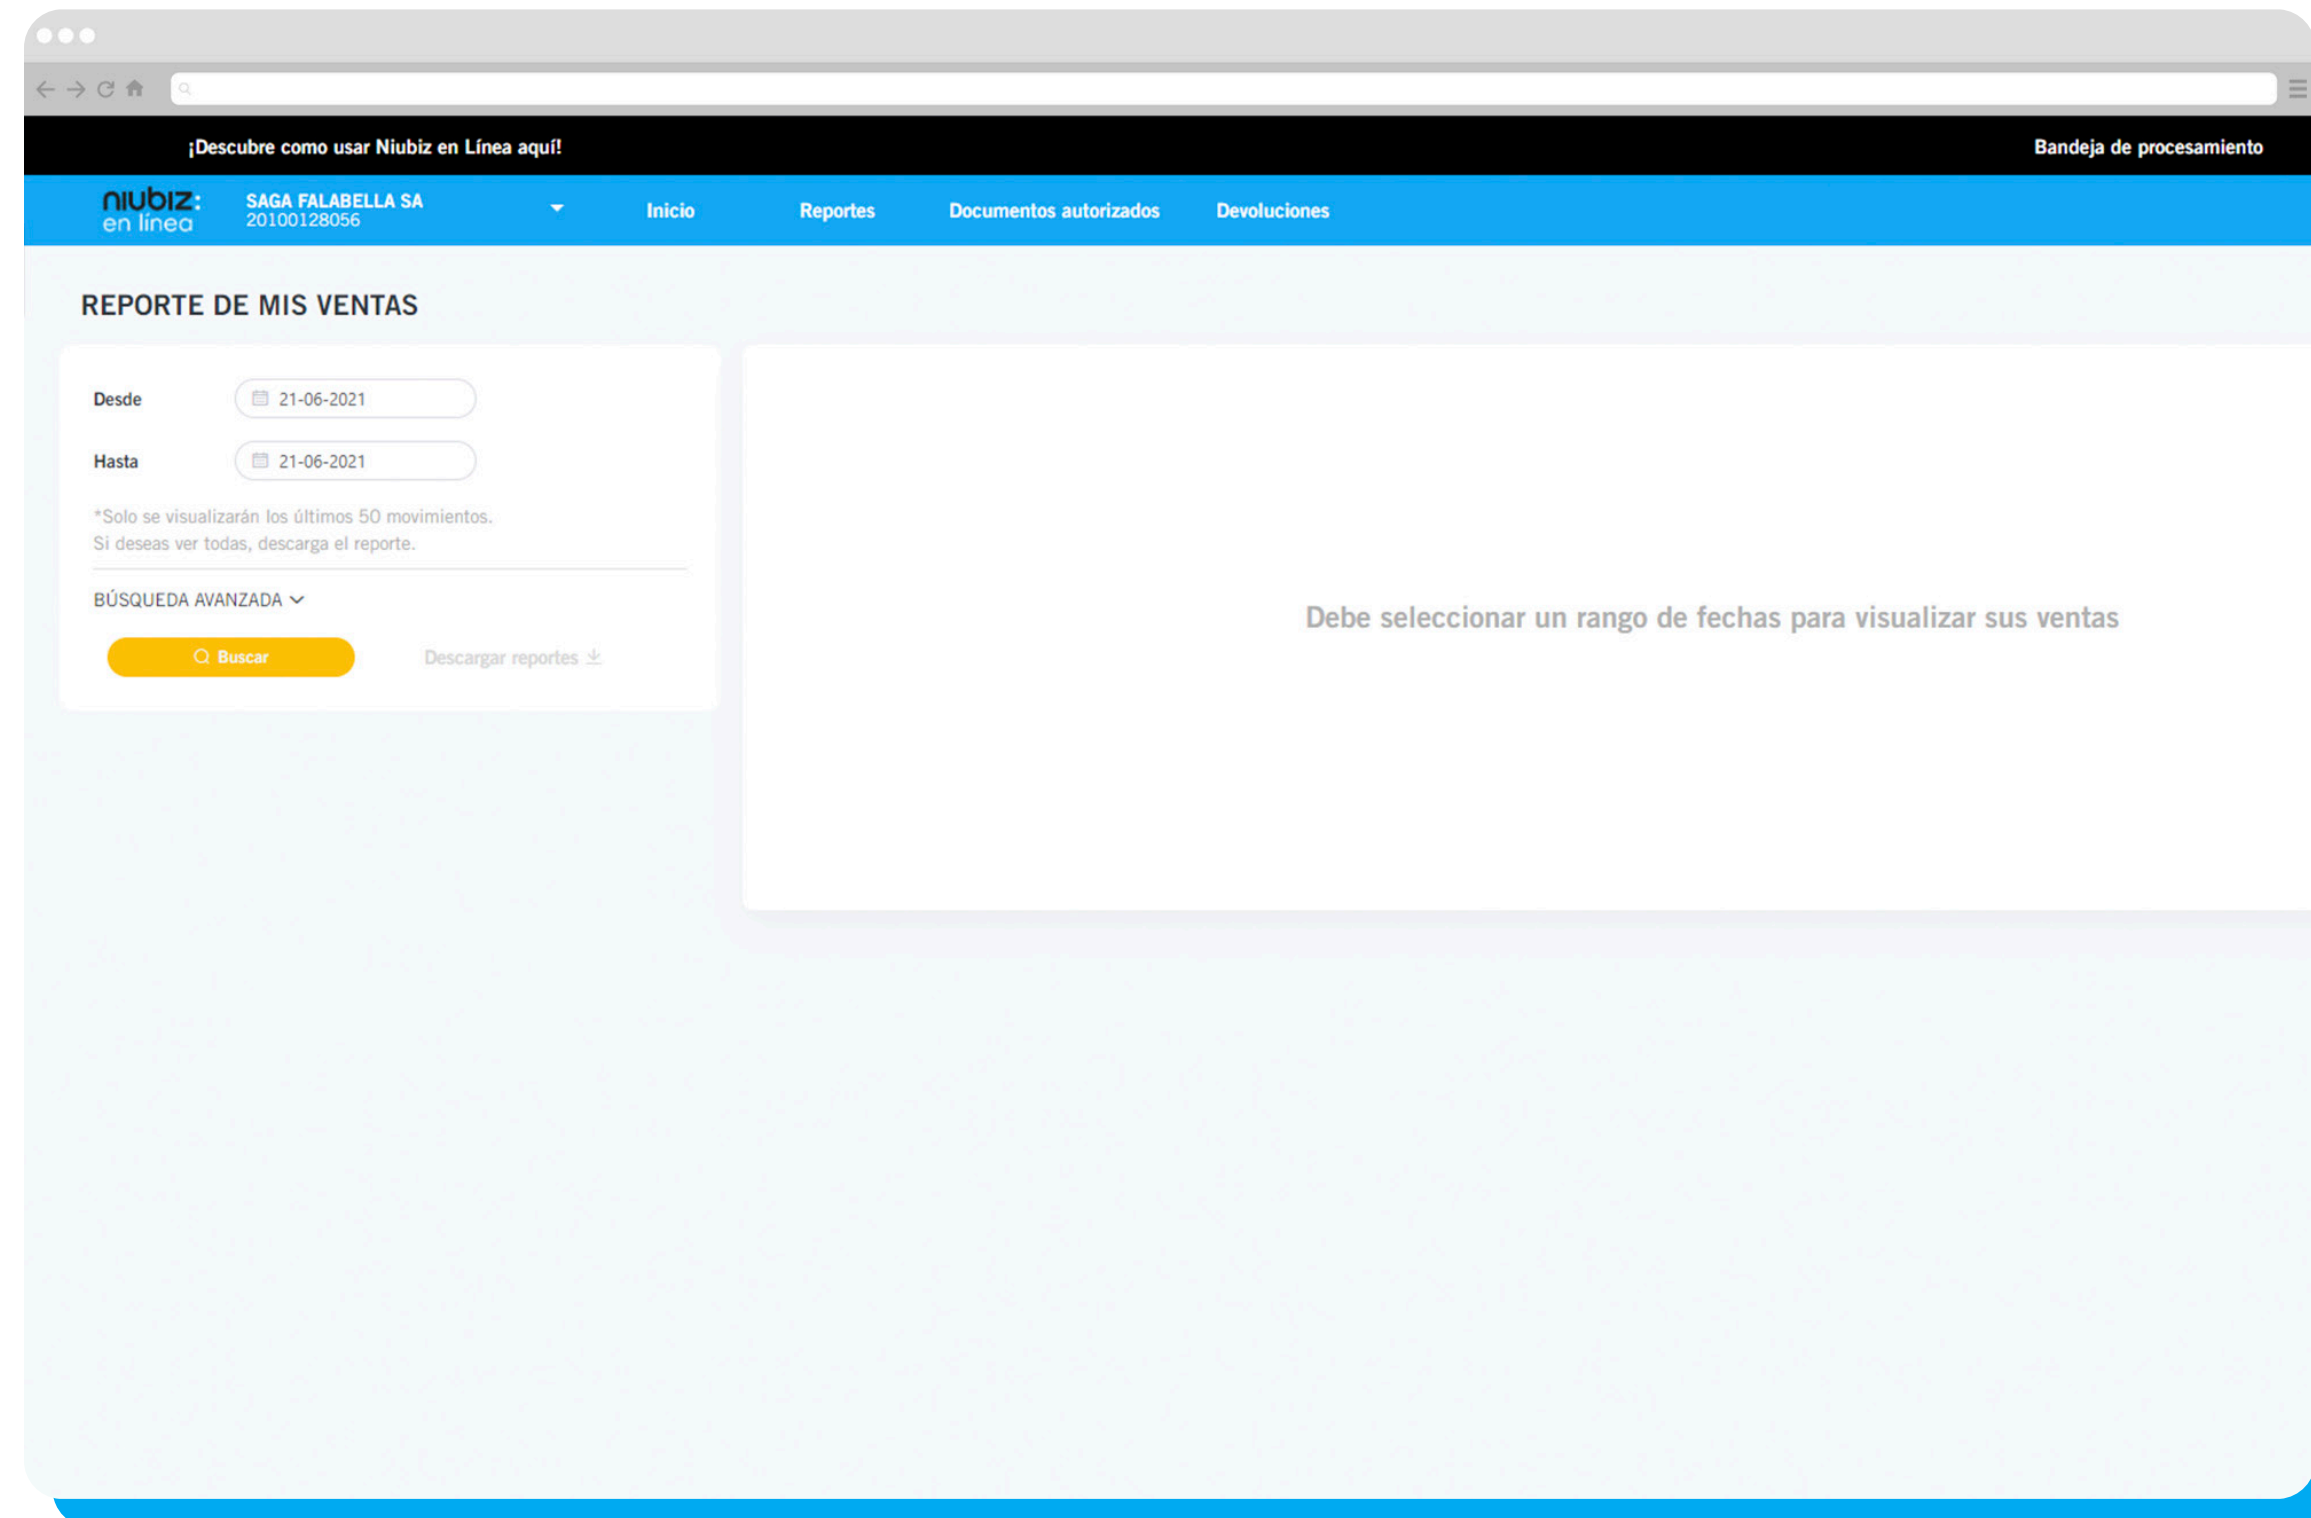 ¡Descubre como usar Niubiz en Línea aquí!
Bandeja de procesamiento
niubiz:
en línea
SAGA FALABELLA SA
20100128056
Inicio
Reportes
Documentos autorizados
Devoluciones
REPORTE DE MIS VENTAS
Desde
21-06-2021
Hasta
21-06-2021
*Solo se visualizarán los últimos 50 movimientos.
Si deseas ver todas, descarga el reporte.
BÚSQUEDA AVANZADA
Buscar
Descargar reportes
Debe seleccionar un rango de fechas para visualizar sus ventas